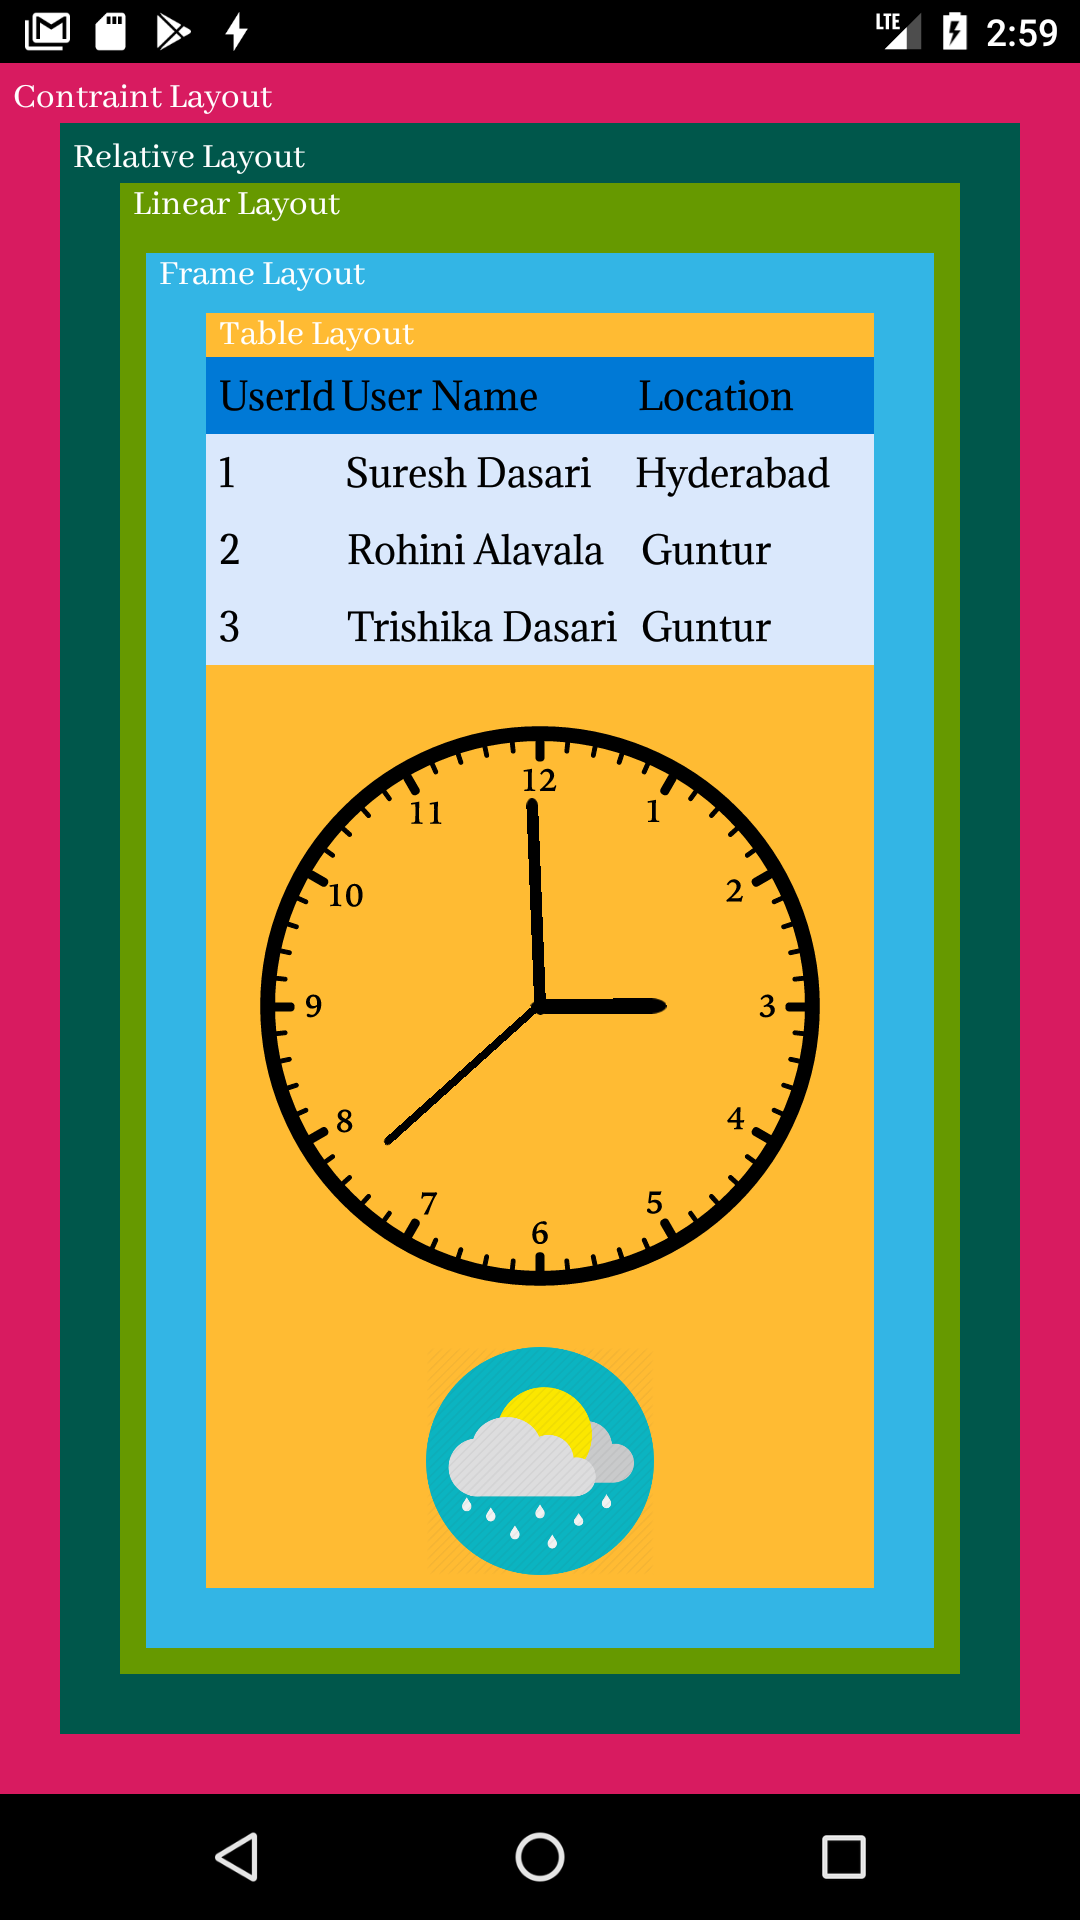 LTE 2:59
Contraint Layout
Relative Layout
Linear Layout
Frame Layout
Table Layout
UserId User Name Location
1 Suresh Dasari Hyderabad
2 Rohini Alavala Guntur
3 Trishika Dasari Guntur
12
11 1
10 2
9 3
8 4
7 5
6